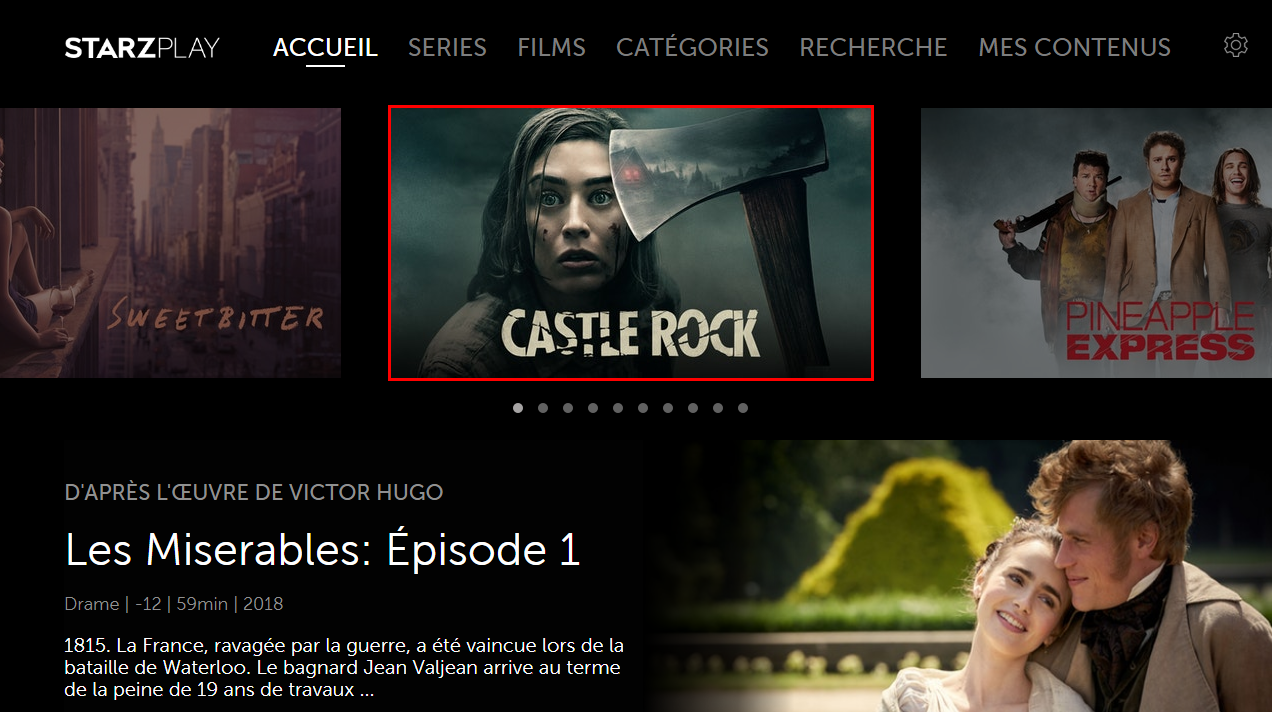 STARZPLAY ACCUEIL SERIES FILMS CATÉGORIES RECHERCHE MES CONTENUS
SWEETBITTER
CASTLE ROCK
PINEAPPLE
EXPRESS
D'APRÈS L'ŒUVRE DE VICTOR HUGO
Les Miserables: Épisode 1
Drame | -12 | 59min | 2018
1815. La France, ravagée par la guerre, a été vaincue lors de la
bataille de Waterloo. Le bagnard Jean Valjean arrive au terme
de la peine de 19 ans de travaux ...